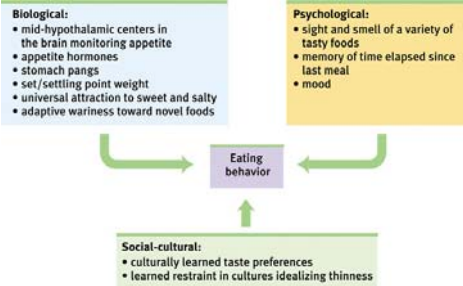 Biological:
• mid-hypothalamic centers in
the brain monitoring appetite
• appetite hormones
• stomach pangs
• set/settling point weight
• universal attraction to sweet and salty
• adaptive wariness toward novel foods
Psychological:
• sight and smell of a variety of
tasty foods
• memory of time elapsed since
last meal
• mood
Eating
behavior
Social-cultural:
• culturally learned taste preferences
• learned restraint in cultures idealizing thinness